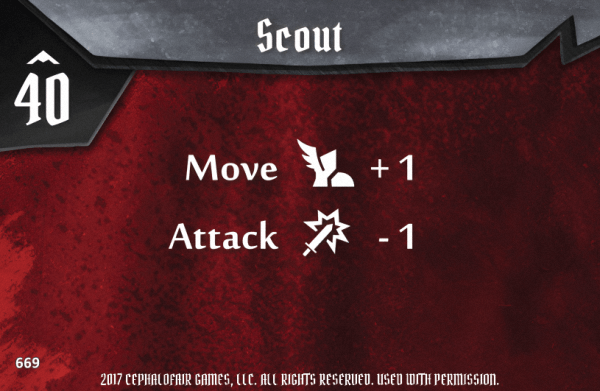 Scout
40
Move + 1
Attack - 1
669
2017 CEPHALOFAIR GAMES, LLC. ALL RIGHTS RESERVED. USED WITH PERMISSION.